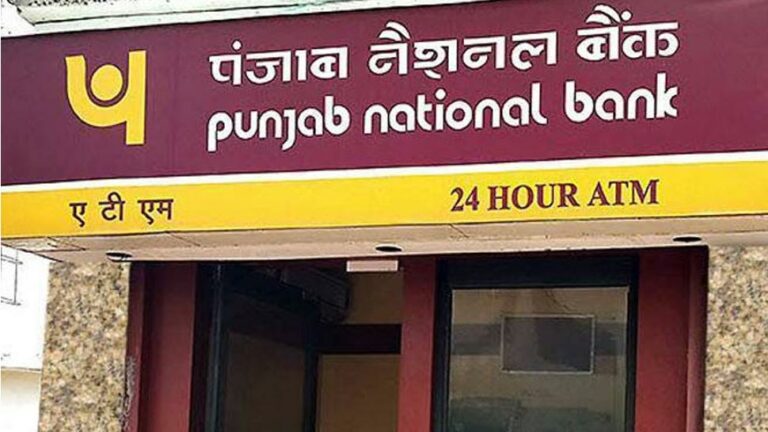 पंजाब नैशनल बैंक
punjab national bank
ए टी एम 24 HOUR ATM